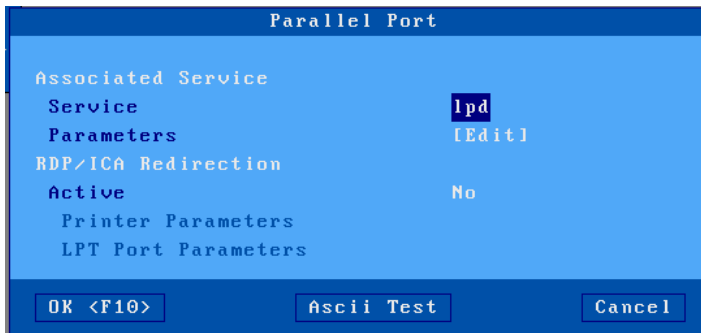 Parallel Port
Associated Service
Service lpd
Parameters [Edit]
RDP/ICA Redirection
Active No
Printer Parameters
LPT Port Parameters
OK <F10> Ascii Test Cancel